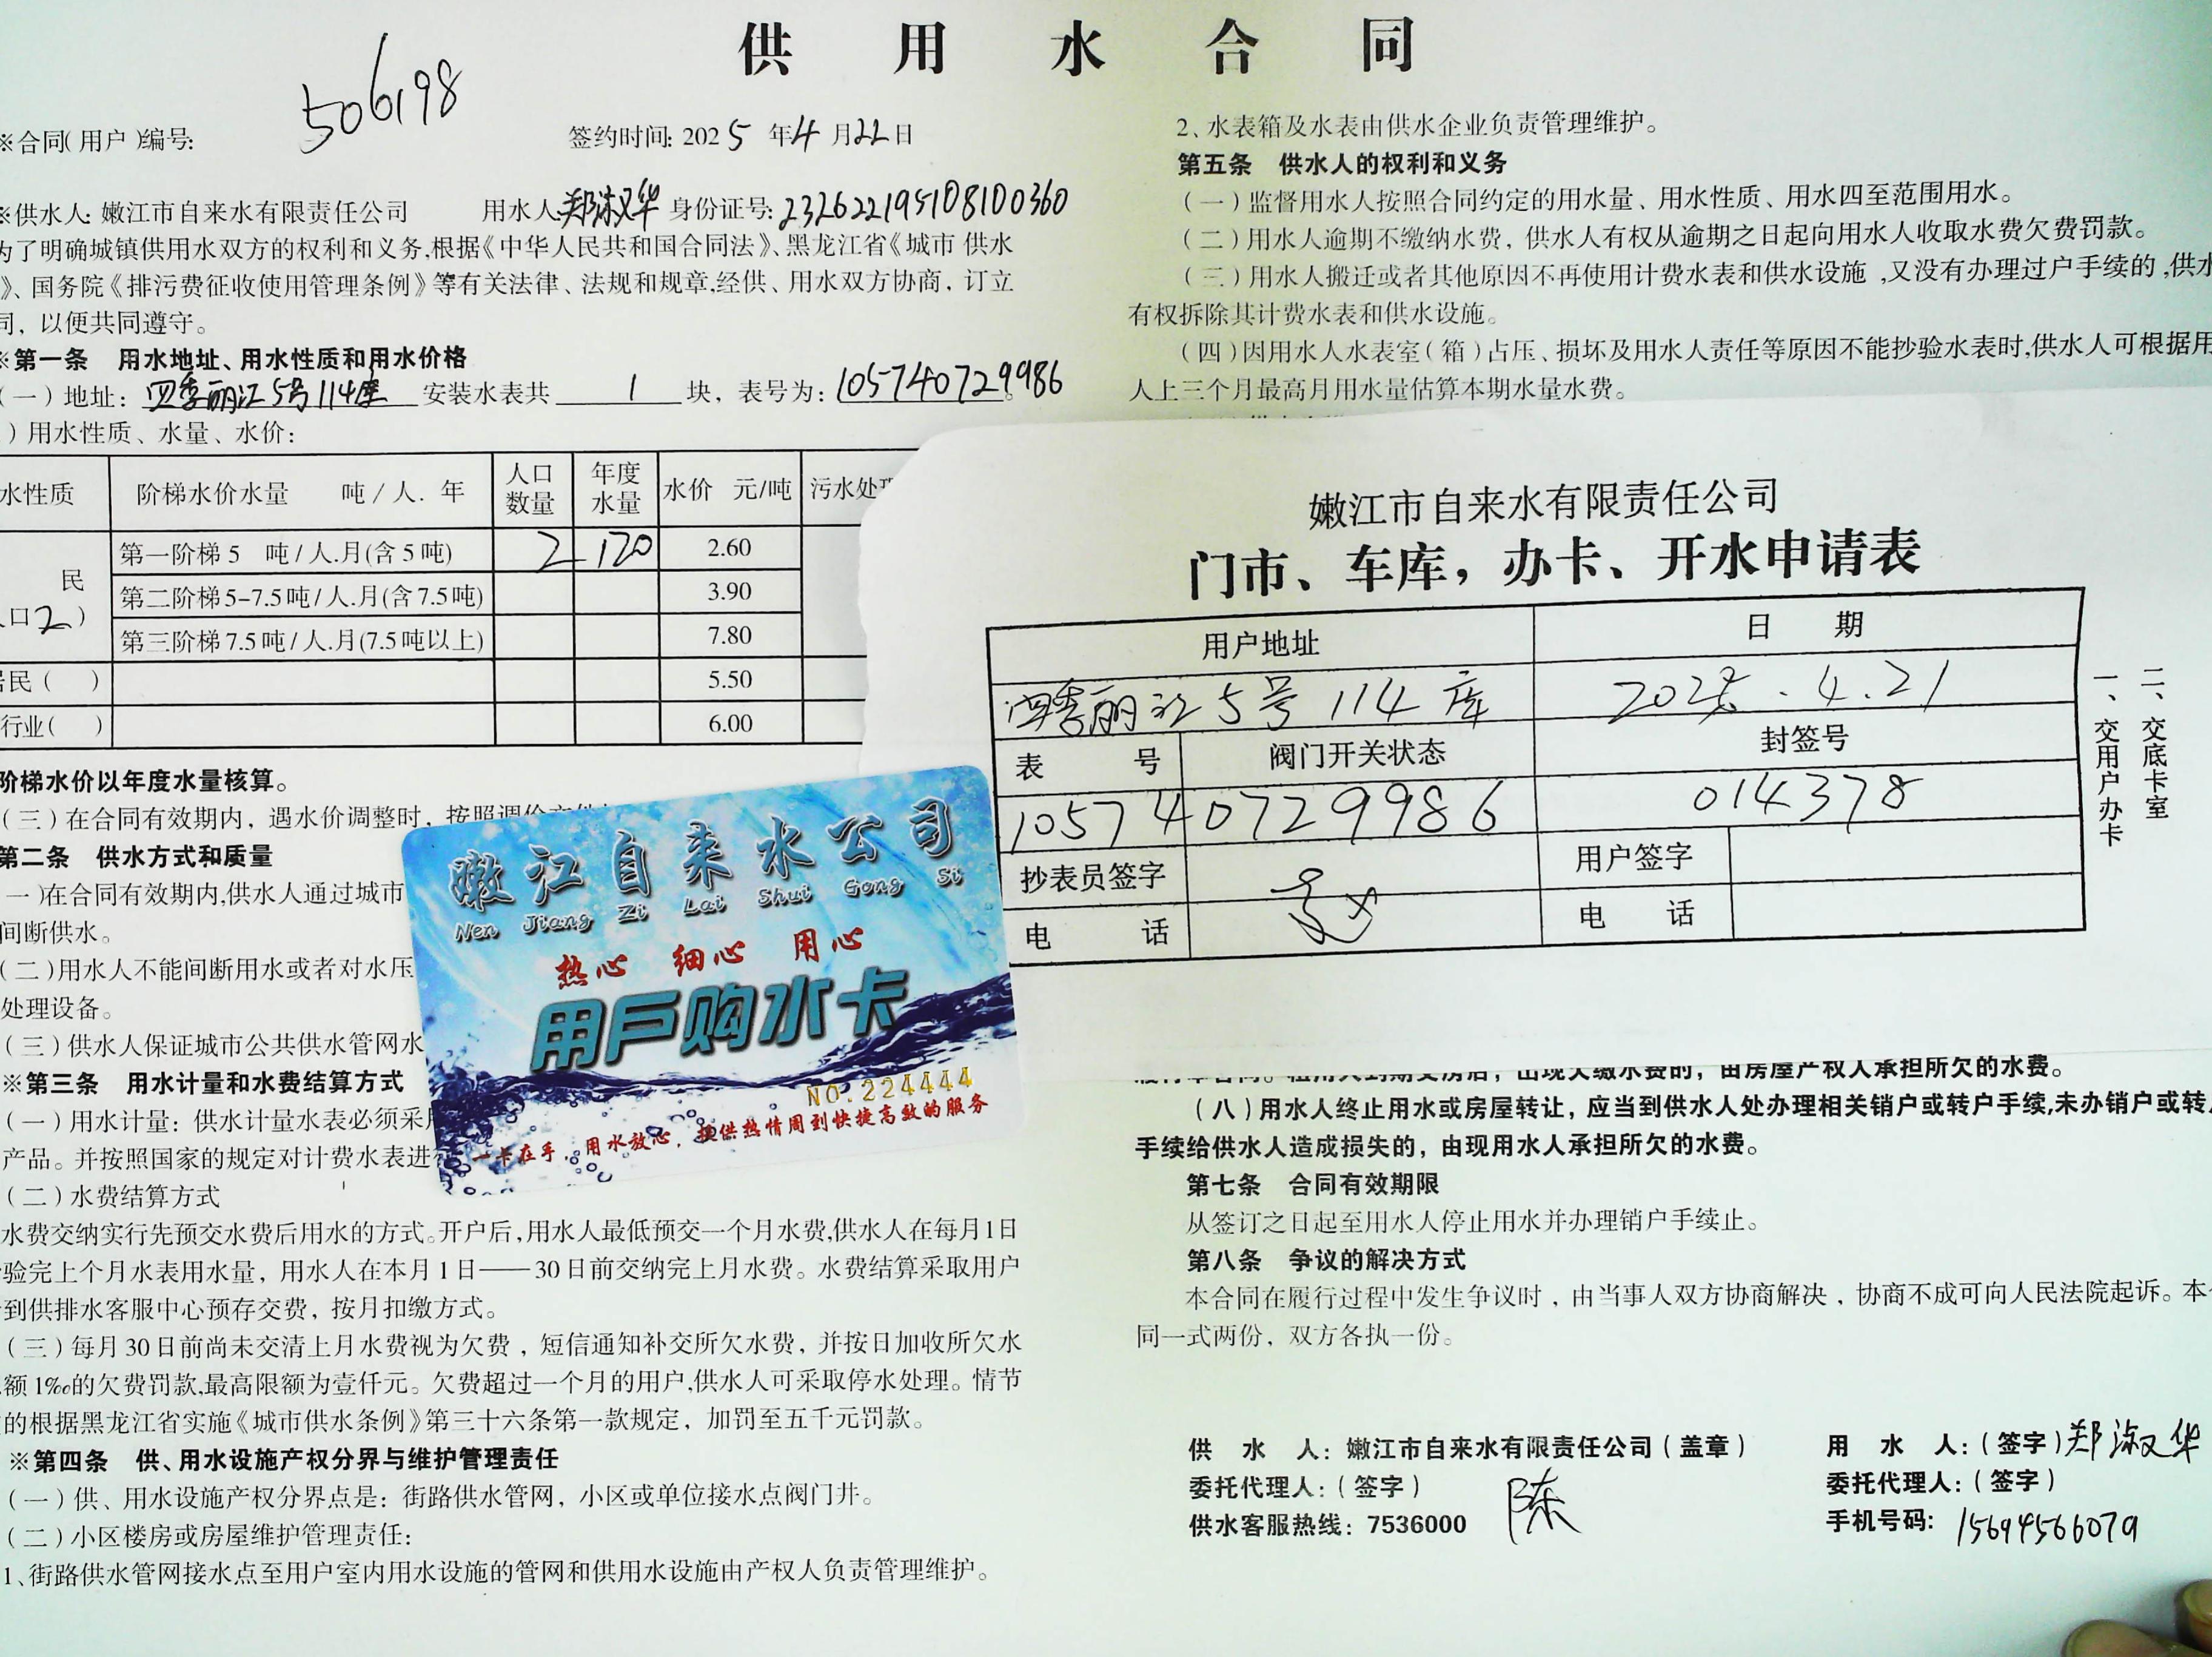 供用水合同
506198
※合同(用户)编号:
签约时间: 2025年4月22日
※供水人: 嫩江市自来水有限责任公司 用水人:郑淑华 身份证号:232622195108100360
为了明确城镇供用水双方的权利和义务,根据《中华人民共和国合同法》、黑龙江省《城市供水
》、国务院《排污费征收使用管理条例》等有关法律、法规和规章,经供、用水双方协商，订立
同，以便共同遵守。
※第一条 用水地址、用水性质和用水价格
(一)地址：四季丽江5号114库 安装水表共 1 块，表号为：105740729986。
)用水性质、水量、水价：
水性质 阶梯水价水量 吨/人.年 人口数量 年度水量 水价 元/吨 污水处理
民
口2)
第一阶梯5 吨/人.月(含5吨) 2 120 2.60
第二阶梯5-7.5吨/人.月(含7.5吨) 3.90
第三阶梯7.5吨/人.月(7.5吨以上) 7.80
居民( ) 5.50
行业( ) 6.00
阶梯水价以年度水量核算。
(三)在合同有效期内，遇水价调整时，按照调价
第二条 供水方式和质量
一)在合同有效期内,供水人通过城市
间断供水。
(二)用水人不能间断用水或者对水压
处理设备。
(三)供水人保证城市公共供水管网水
※第三条 用水计量和水费结算方式
(一)用水计量：供水计量水表必须采用
产品。并按照国家的规定对计费水表进
(二)水费结算方式
水费交纳实行先预交水费后用水的方式。开户后,用水人最低预交一个月水费,供水人在每月1日
验完上个月水表用水量，用水人在本月1日——30日前交纳完上月水费。水费结算采取用户
到供排水客服中心预存交费，按月扣缴方式。
(三)每月30日前尚未交清上月水费视为欠费，短信通知补交所欠水费，并按日加收所欠水
额1‰的欠费罚款,最高限额为壹仟元。欠费超过一个月的用户,供水人可采取停水处理。情节
的根据黑龙江省实施《城市供水条例》第三十六条第一款规定，加罚至五千元罚款。
※第四条 供、用水设施产权分界与维护管理责任
(一)供、用水设施产权分界点是：街路供水管网，小区或单位接水点阀门井。
(二)小区楼房或房屋维护管理责任:
1、街路供水管网接水点至用户室内用水设施的管网和供用水设施由产权人负责管理维护。
2、水表箱及水表由供水企业负责管理维护。
第五条 供水人的权利和义务
(一)监督用水人按照合同约定的用水量、用水性质、用水四至范围用水。
(二)用水人逾期不缴纳水费，供水人有权从逾期之日起向用水人收取水费欠费罚款。
(三)用水人搬迁或者其他原因不再使用计费水表和供水设施,又没有办理过户手续的,供水
有权拆除其计费水表和供水设施。
(四)因用水人水表室(箱)占压、损坏及用水人责任等原因不能抄验水表时,供水人可根据用
人上三个月最高月用水量估算本期水量水费。
嫩江市自来水有限责任公司
门市、车库，办卡、开水申请表
用户地址 日期
四季丽江5号114库 2025.4.21
表号 阀门开关状态 封签号
105740729986 014378
抄表员签字 用户签字
电话 电话
一、交用户办卡
二、交底卡室
嫩江自来水公司
Nen Jiang Zi Lai Shui Gong Si
热心 细心 用心
用户购水卡
NO.224444
一卡在手，用水放心，提供热情周到快捷高效的服务
履行本合同。租用人到期交房后，出现欠缴水费的，由房屋产权人承担所欠的水费。
(八)用水人终止用水或房屋转让，应当到供水人处办理相关销户或转户手续,未办销户或转
手续给供水人造成损失的，由现用水人承担所欠的水费。
第七条 合同有效期限
从签订之日起至用水人停止用水并办理销户手续止。
第八条 争议的解决方式
本合同在履行过程中发生争议时，由当事人双方协商解决，协商不成可向人民法院起诉。本
同一式两份，双方各执一份。
供水人：嫩江市自来水有限责任公司(盖章)
委托代理人:(签字) 陈
供水客服热线：7536000
用水人:(签字)郑淑华
委托代理人:(签字)
手机号码: 15694566079